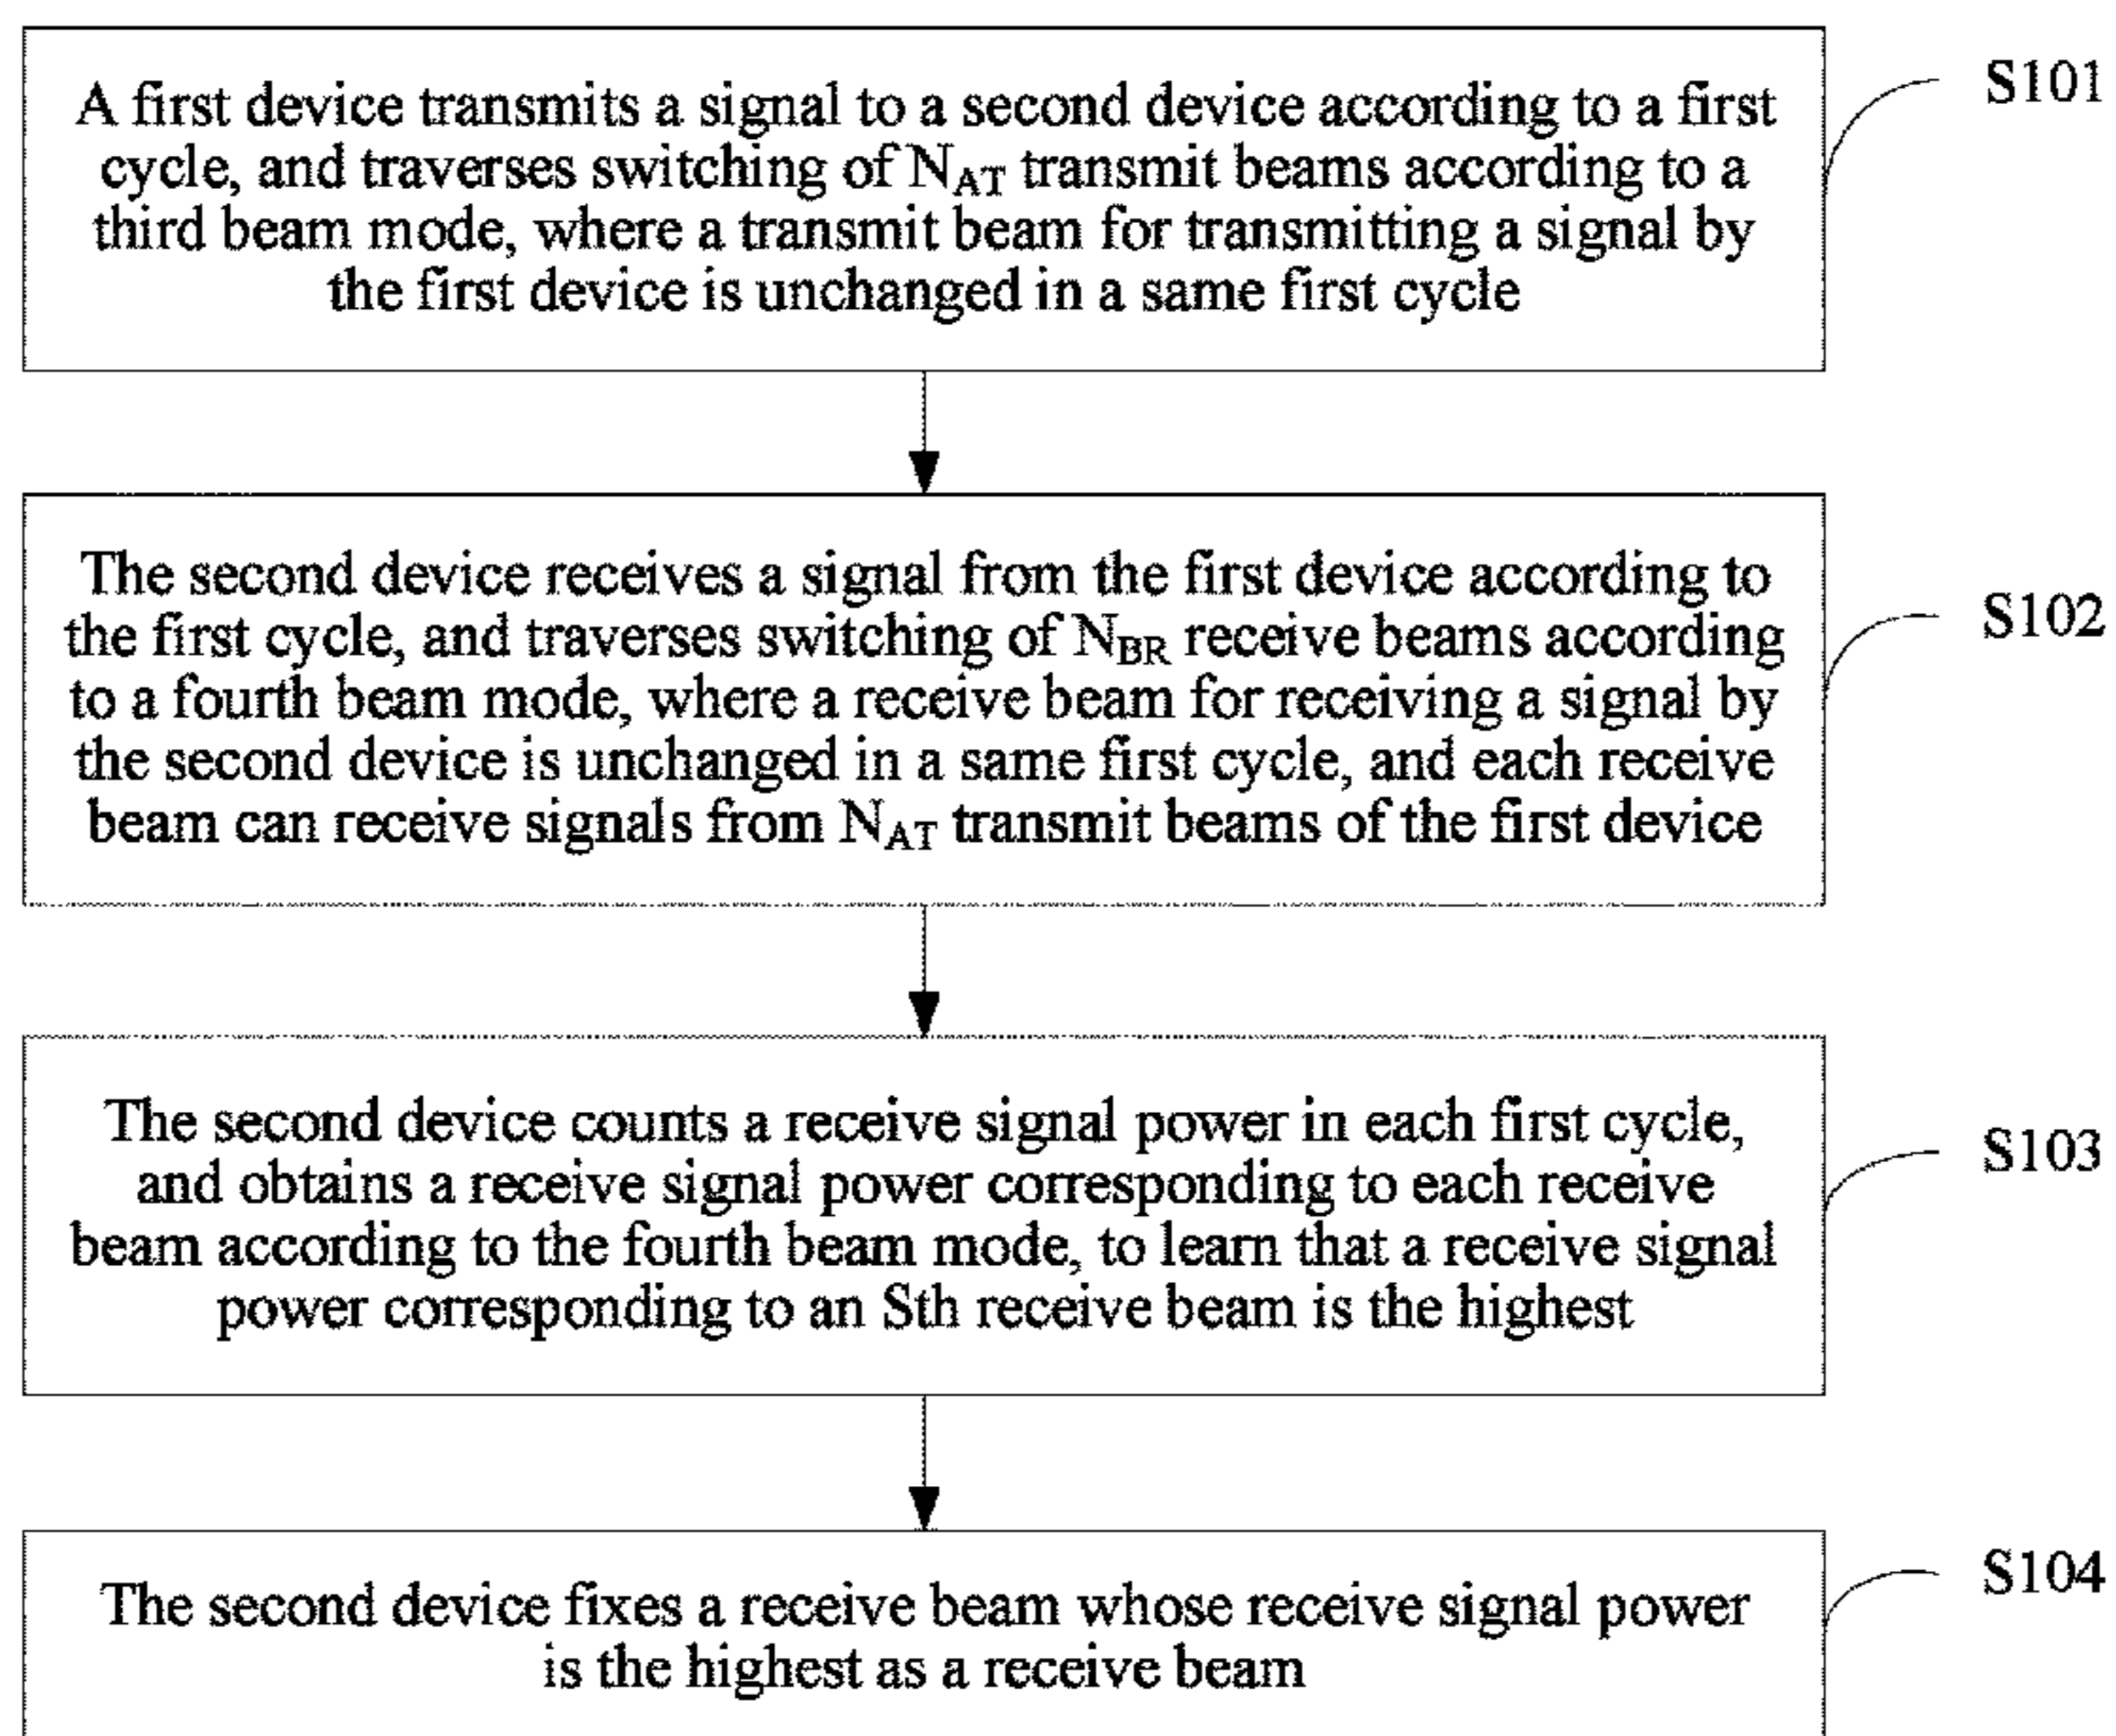 A first device transmits a signal to a second device according to a first
cycle, and traverses switching of N_AT transmit beams according to a
third beam mode, where a transmit beam for transmitting a signal by
the first device is unchanged in a same first cycle
S101
The second device receives a signal from the first device according to
the first cycle, and traverses switching of N_BR receive beams according
to a fourth beam mode, where a receive beam for receiving a signal by
the second device is unchanged in a same first cycle, and each receive
beam can receive signals from N_AT transmit beams of the first device
S102
The second device counts a receive signal power in each first cycle,
and obtains a receive signal power corresponding to each receive
beam according to the fourth beam mode, to learn that a receive signal
power corresponding to an Sth receive beam is the highest
S103
The second device fixes a receive beam whose receive signal power
is the highest as a receive beam
S104